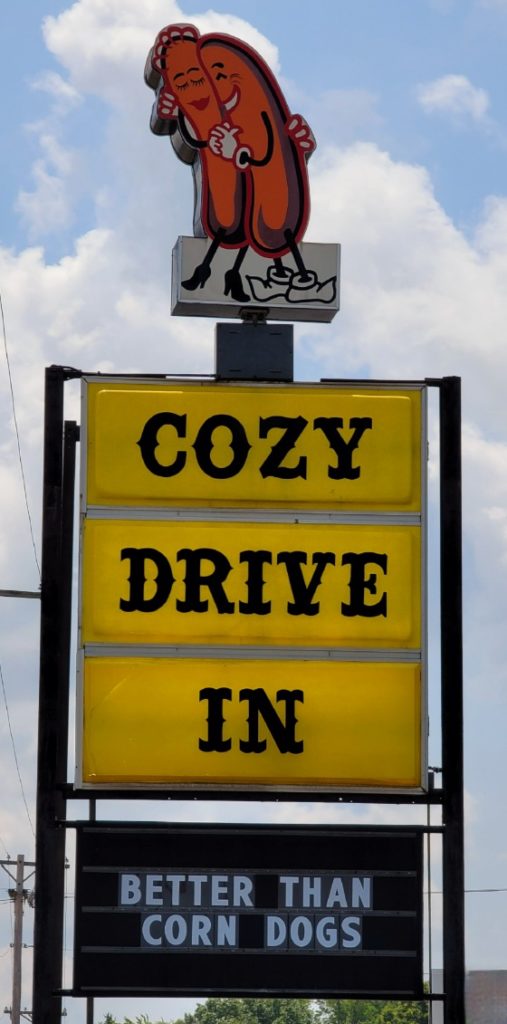 COZY
DRIVE
IN
BETTER THAN
CORN DOGS